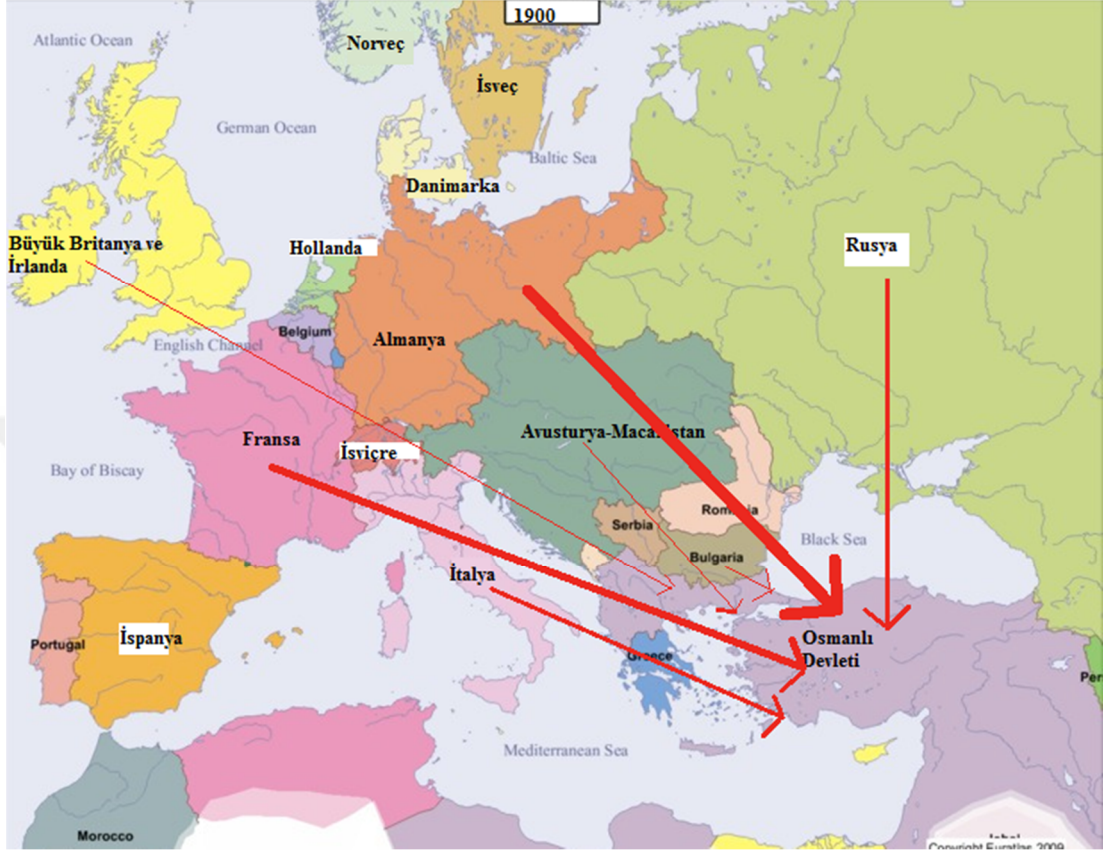 1900
Atlantic Ocean
Norveç
İsveç
German Ocean
Baltic Sea
Danimarka
Büyük Britanya ve
İrlanda
Hollanda
Rusya
Belgium
English Channel
Almanya
Fransa
İsviçre
Avusturya-Macaristan
Bay of Biscay
Romania
Serbia
Black Sea
Bulgaria
İtalya
Portugal
İspanya
Osmanlı
Devleti
Greece
Per
Mediterranean Sea
Morocco
Copyright Euratlas 2009